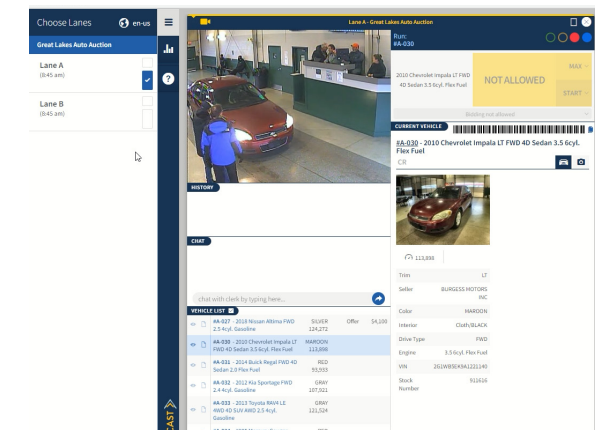 Choose Lanes
en-us
Great Lakes Auto Auction
Lane A
(8:45 am)
Lane B
(8:45 am)
CAST
Lane A - Great Lakes Auto Auction
Run:
#A-030
2010 Chevrolet Impala LT FWD
4D Sedan 3.5 6cyl. Flex Fuel
NOT ALLOWED
MAX
START
Bidding not allowed
CURRENT VEHICLE
#A-030 - 2010 Chevrolet Impala LT FWD 4D Sedan 3.5 6cyl.
Flex Fuel
CR
113,898
Trim LT
Seller BURGESS MOTORS
INC
Color MAROON
Interior Cloth/BLACK
Drive Type FWD
Engine 3.5 6cyl. Flex Fuel
VIN
Stock 912616
Number
HISTORY
CHAT
chat with clerk by typing here...
VEHICLE LIST
#A-027 - 2018 Nissan Altima FWD SILVER Offer $4,100
2.5 4cyl. Gasoline 124,272
#A-030 - 2010 Chevrolet Impala LT MAROON
FWD 4D Sedan 3.5 6cyl. Flex Fuel 113,898
#A-031 - 2014 Buick Regal FWD 4D RED
Sedan 2.0 Flex Fuel 93,933
#A-032 - 2012 Kia Sportage FWD GRAY
2.4 4cyl. Gasoline 107,921
#A-033 - 2013 Toyota RAV4 LE GRAY
4WD 4D SUV AWD 2.5 4cyl. 121,524
Gasoline